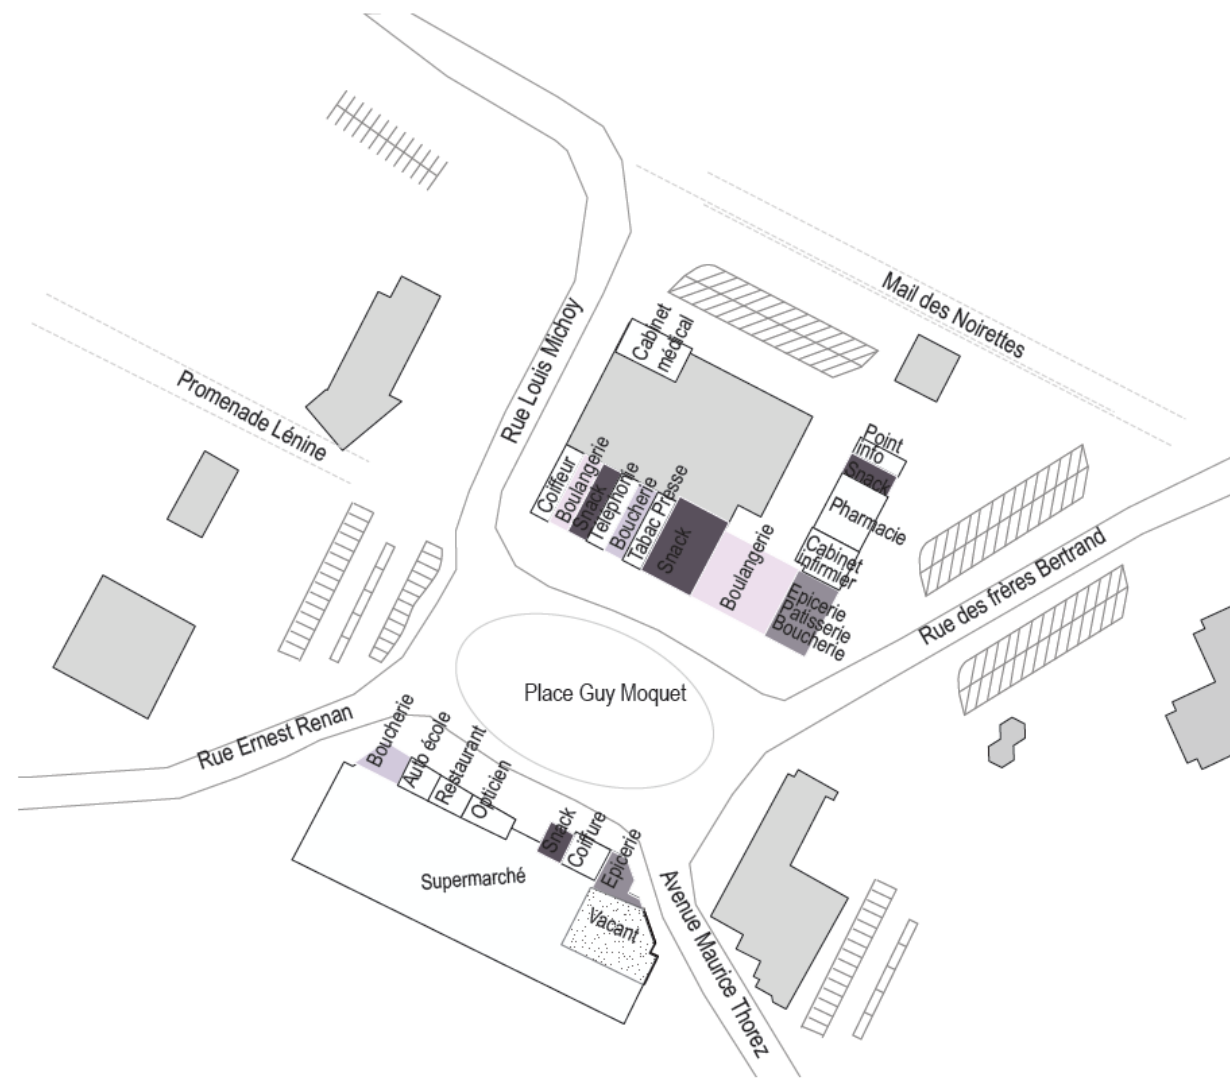 Mail des Noirettes
Rue Louis Michoy
Cabinet
médical
Promenade Lénine
Point
info
Snack
Pharmacie
Cabinet
infirmier
Coiffeur
Boulangerie
Snack
Téléphonie
Boucherie
Tabac Presse
Snack
Boulangerie
Epicerie
Patisserie
Boucherie
Rue des frères Bertrand
Place Guy Moquet
Rue Ernest Renan
Boucherie
Auto école
Restaurant
Opticien
Snack
Coiffure
Epicerie
Supermarché
Vacant
Avenue Maurice Thorez